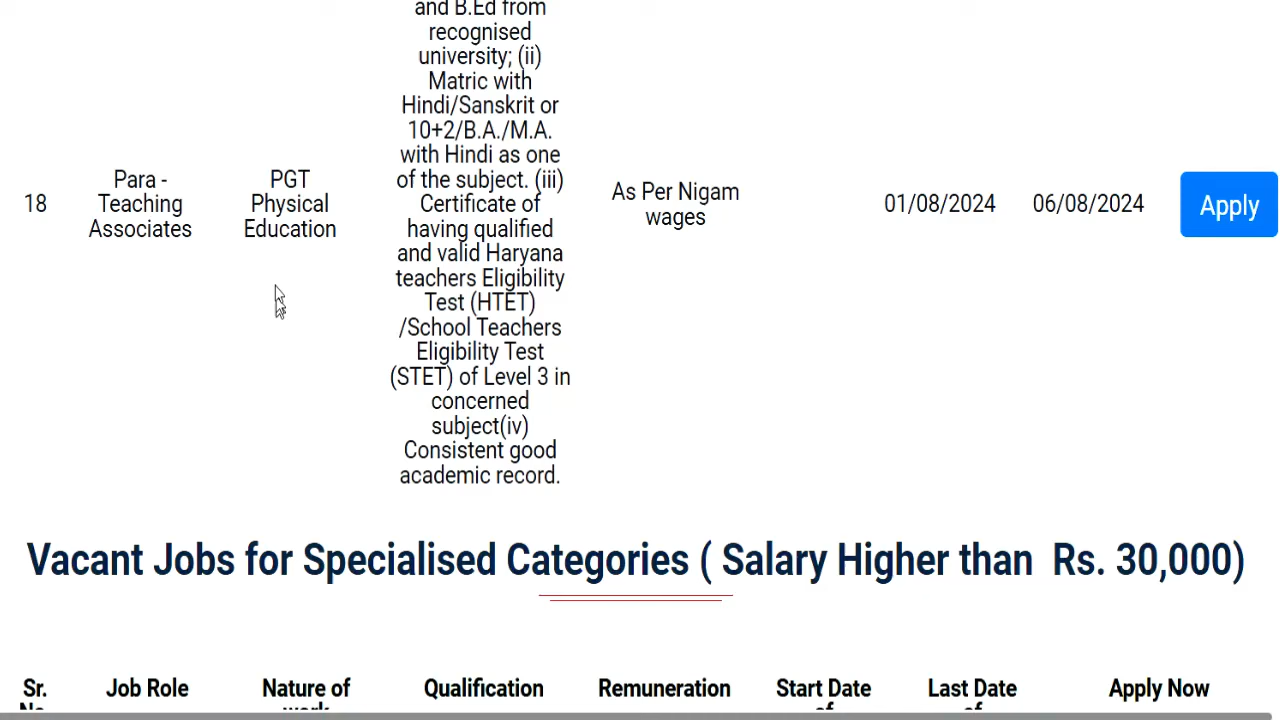 and B.Ed from
recognised
university; (ii)
Matric with
Hindi/Sanskrit or
10+2/B.A./M.A.
with Hindi as one
of the subject. (iii)
Certificate of
having qualified
and valid Haryana
teachers Eligibility
Test (HTET)
/School Teachers
Eligibility Test
(STET) of Level 3 in
concerned
subject(iv)
Consistent good
academic record.
18
Para -
Teaching
Associates
PGT
Physical
Education
As Per Nigam
wages
01/08/2024
06/08/2024
Apply
Vacant Jobs for Specialised Categories ( Salary Higher than Rs. 30,000)
Sr.
No.
Job Role
Nature of
work
Qualification
Remuneration
Start Date
of
Last Date
of
Apply Now